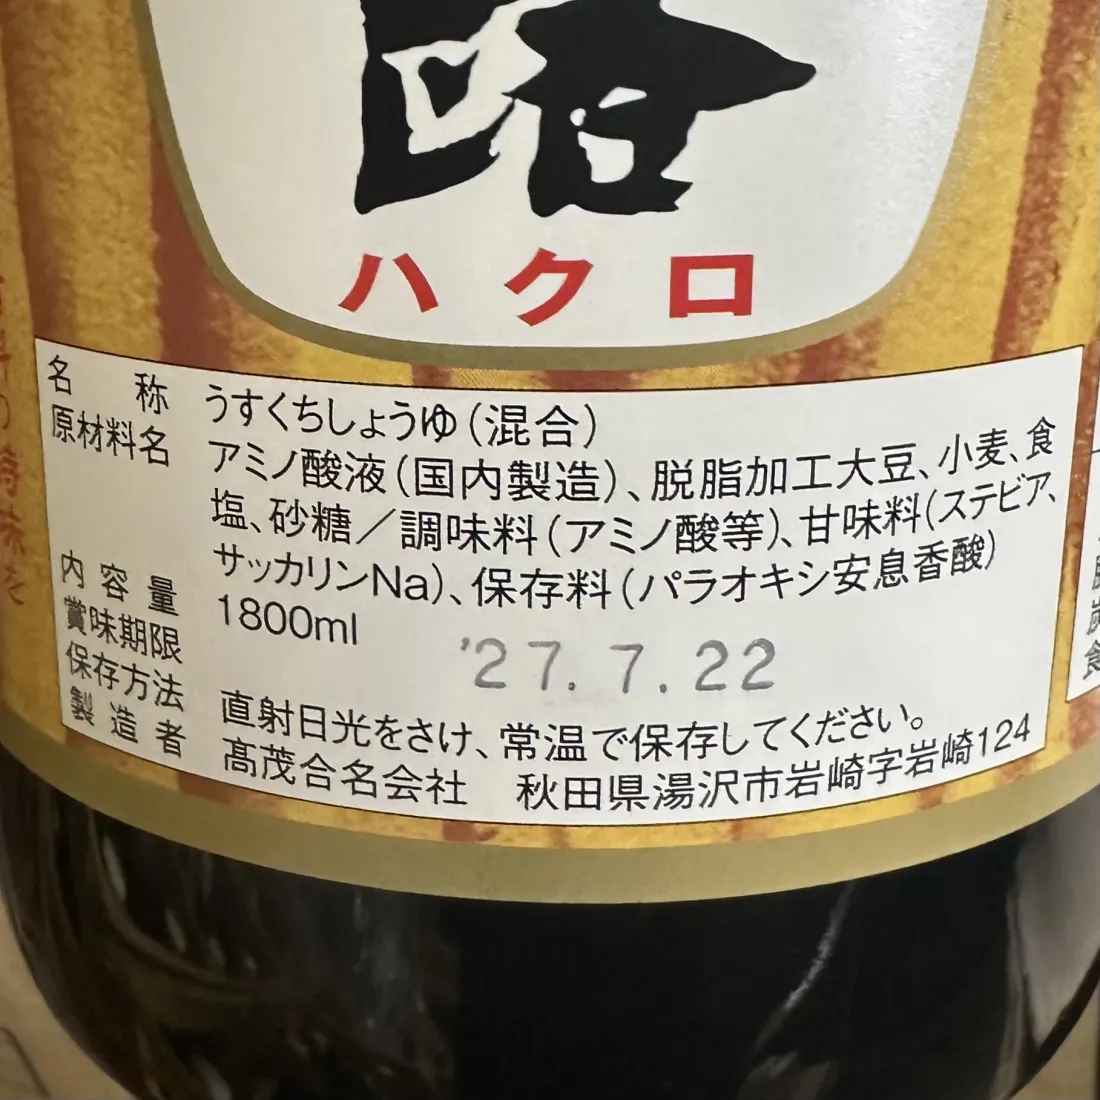 路
ハクロ
名称 うすくちしょうゆ(混合)
原材料名 アミノ酸液(国内製造)、脱脂加工大豆、小麦、食
塩、砂糖/調味料(アミノ酸等)、甘味料(ステビア、
サッカリンNa)、保存料(パラオキシ安息香酸)
内容量 1800ml
賞味期限 '27.7.22
保存方法 直射日光をさけ、常温で保存してください。
製造者 髙茂合名会社 秋田県湯沢市岩崎字岩崎124